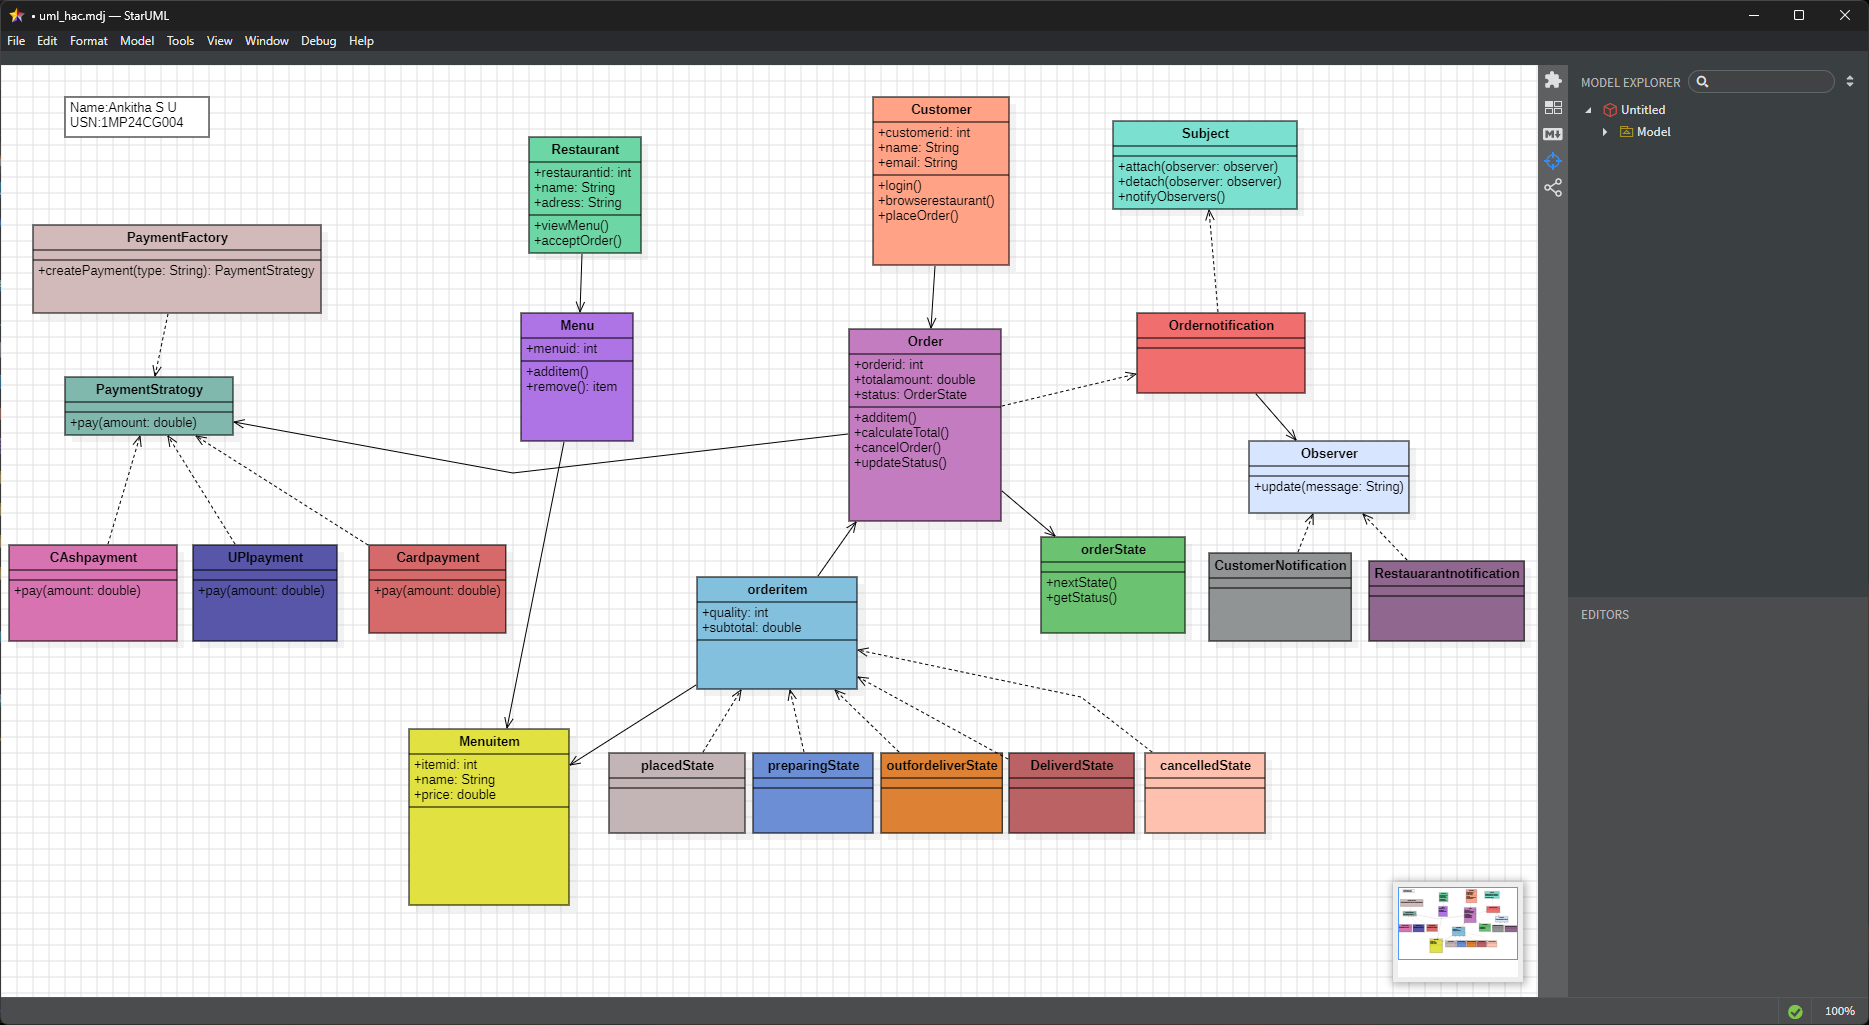 • uml_hac.mdj — StarUML
File Edit Format Model Tools View Window Debug Help
Name:Ankitha S U
USN:1MP24CG004
Restaurant
+restaurantid: int
+name: String
+adress: String
+viewMenu()
+acceptOrder()
Customer
+customerid: int
+name: String
+email: String
+login()
+browserestaurant()
+placeOrder()
Subject
+attach(observer: observer)
+detach(observer: observer)
+notifyObservers()
PaymentFactory
+createPayment(type: String): PaymentStrategy
Menu
+menuid: int
+additem()
+remove(): item
Order
+orderid: int
+totalamount: double
+status: OrderState
+additem()
+calculateTotal()
+cancelOrder()
+updateStatus()
Ordernotification
PaymentStratogy
+pay(amount: double)
Observer
+update(message: String)
CAshpayment
+pay(amount: double)
UPIpayment
+pay(amount: double)
Cardpayment
+pay(amount: double)
orderitem
+quality: int
+subtotal: double
orderState
+nextState()
+getStatus()
CustomerNotification
Restauarantnotification
Menuitem
+itemid: int
+name: String
+price: double
placedState
preparingState
outfordeliverState
DeliverdState
cancelledState
MODEL EXPLORER
Untitled
Model
EDITORS
100%